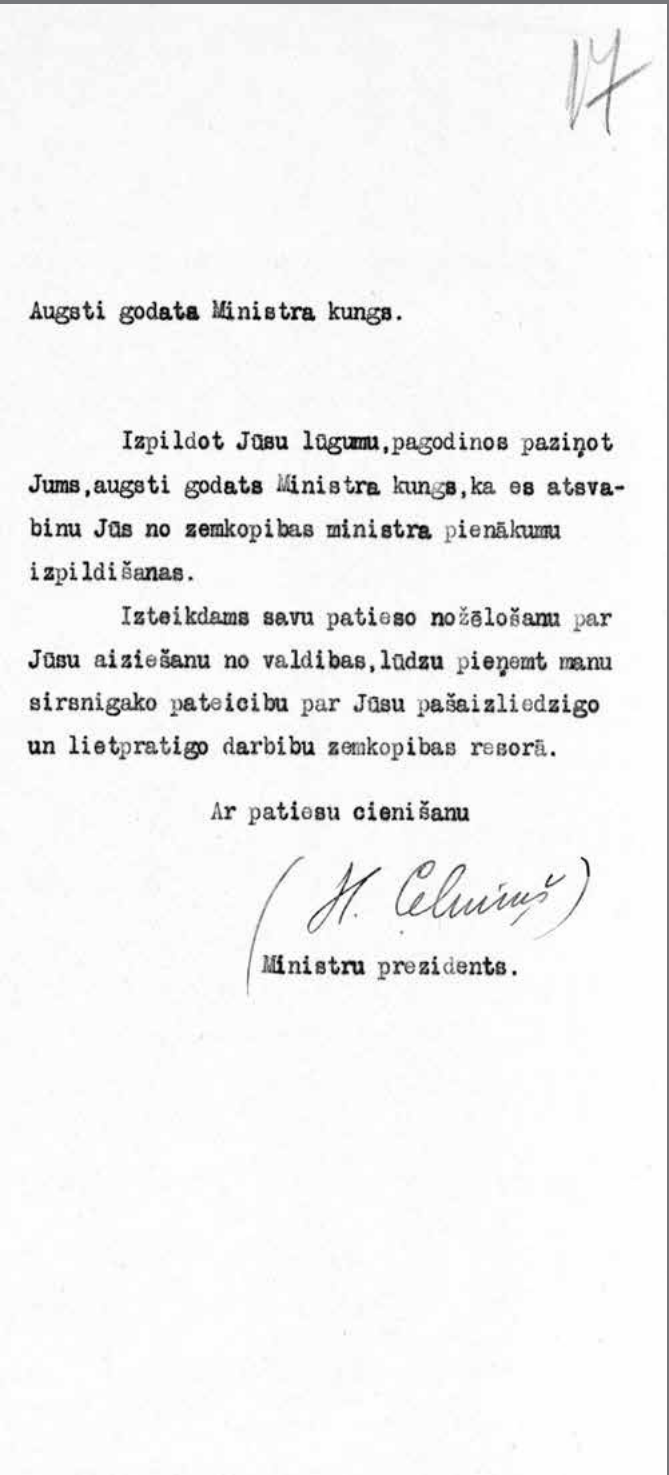 17
Augsti godats Ministra kungs.
Izpildot Jūsu lūgumu,pagodinos paziņot
Jums,augsti godats Ministra kungs,ka es atsva-
binu Jūs no zemkopibas ministra pienākumu
izpildišanas.
Izteikdams savu patieso nožēlošanu par
Jūsu aiziešanu no valdibas,lūdzu pieņemt manu
sirsnigako pateicibu par Jūsu pašaizliedzigo
un lietpratigo darbibu zemkopibas resorā.
Ar patiesu cienišanu
(H. Celmiņš)
Ministru prezidents.